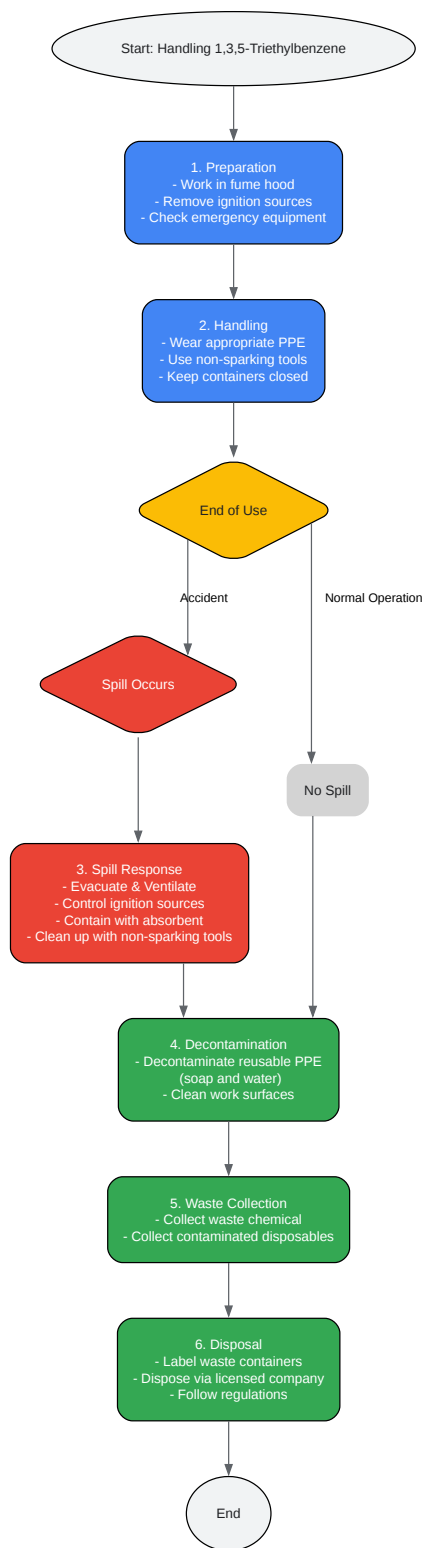 Start: Handling 1,3,5-Triethylbenzene
1. Preparation
- Work in fume hood
- Remove ignition sources
- Check emergency equipment
2. Handling
- Wear appropriate PPE
- Use non-sparking tools
- Keep containers closed
End of Use
Accident
Normal Operation
Spill Occurs
No Spill
3. Spill Response
- Evacuate & Ventilate
- Control ignition sources
- Contain with absorbent
- Clean up with non-sparking tools
4. Decontamination
- Decontaminate reusable PPE
(soap and water)
- Clean work surfaces
5. Waste Collection
- Collect waste chemical
- Collect contaminated disposables
6. Disposal
- Label waste containers
- Dispose via licensed company
- Follow regulations
End